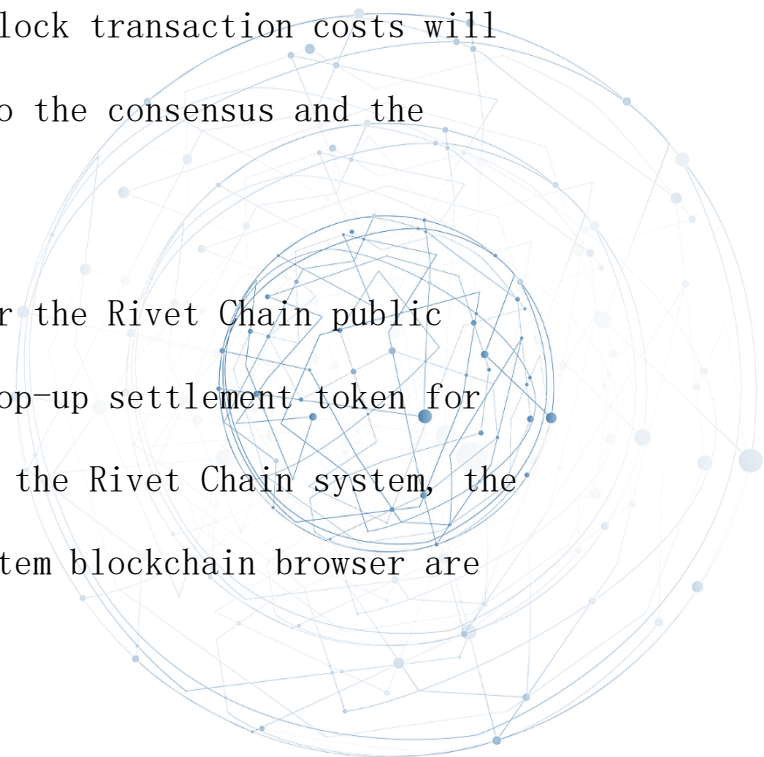 lock transaction costs will
o the consensus and the
r the Rivet Chain public
op-up settlement token for
the Rivet Chain system, the
tem blockchain browser are